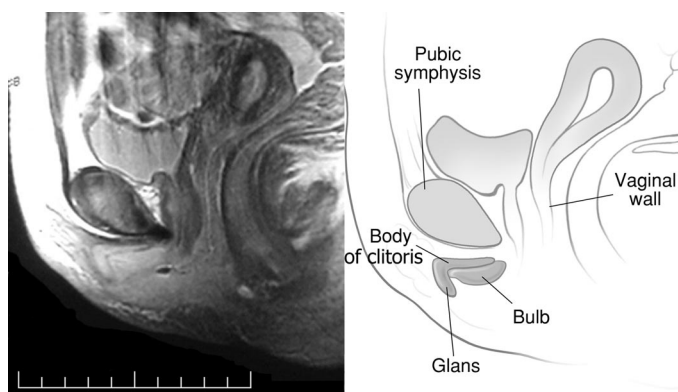 Pubic
symphysis
Vaginal
wall
Body
of clitoris
Bulb
Glans